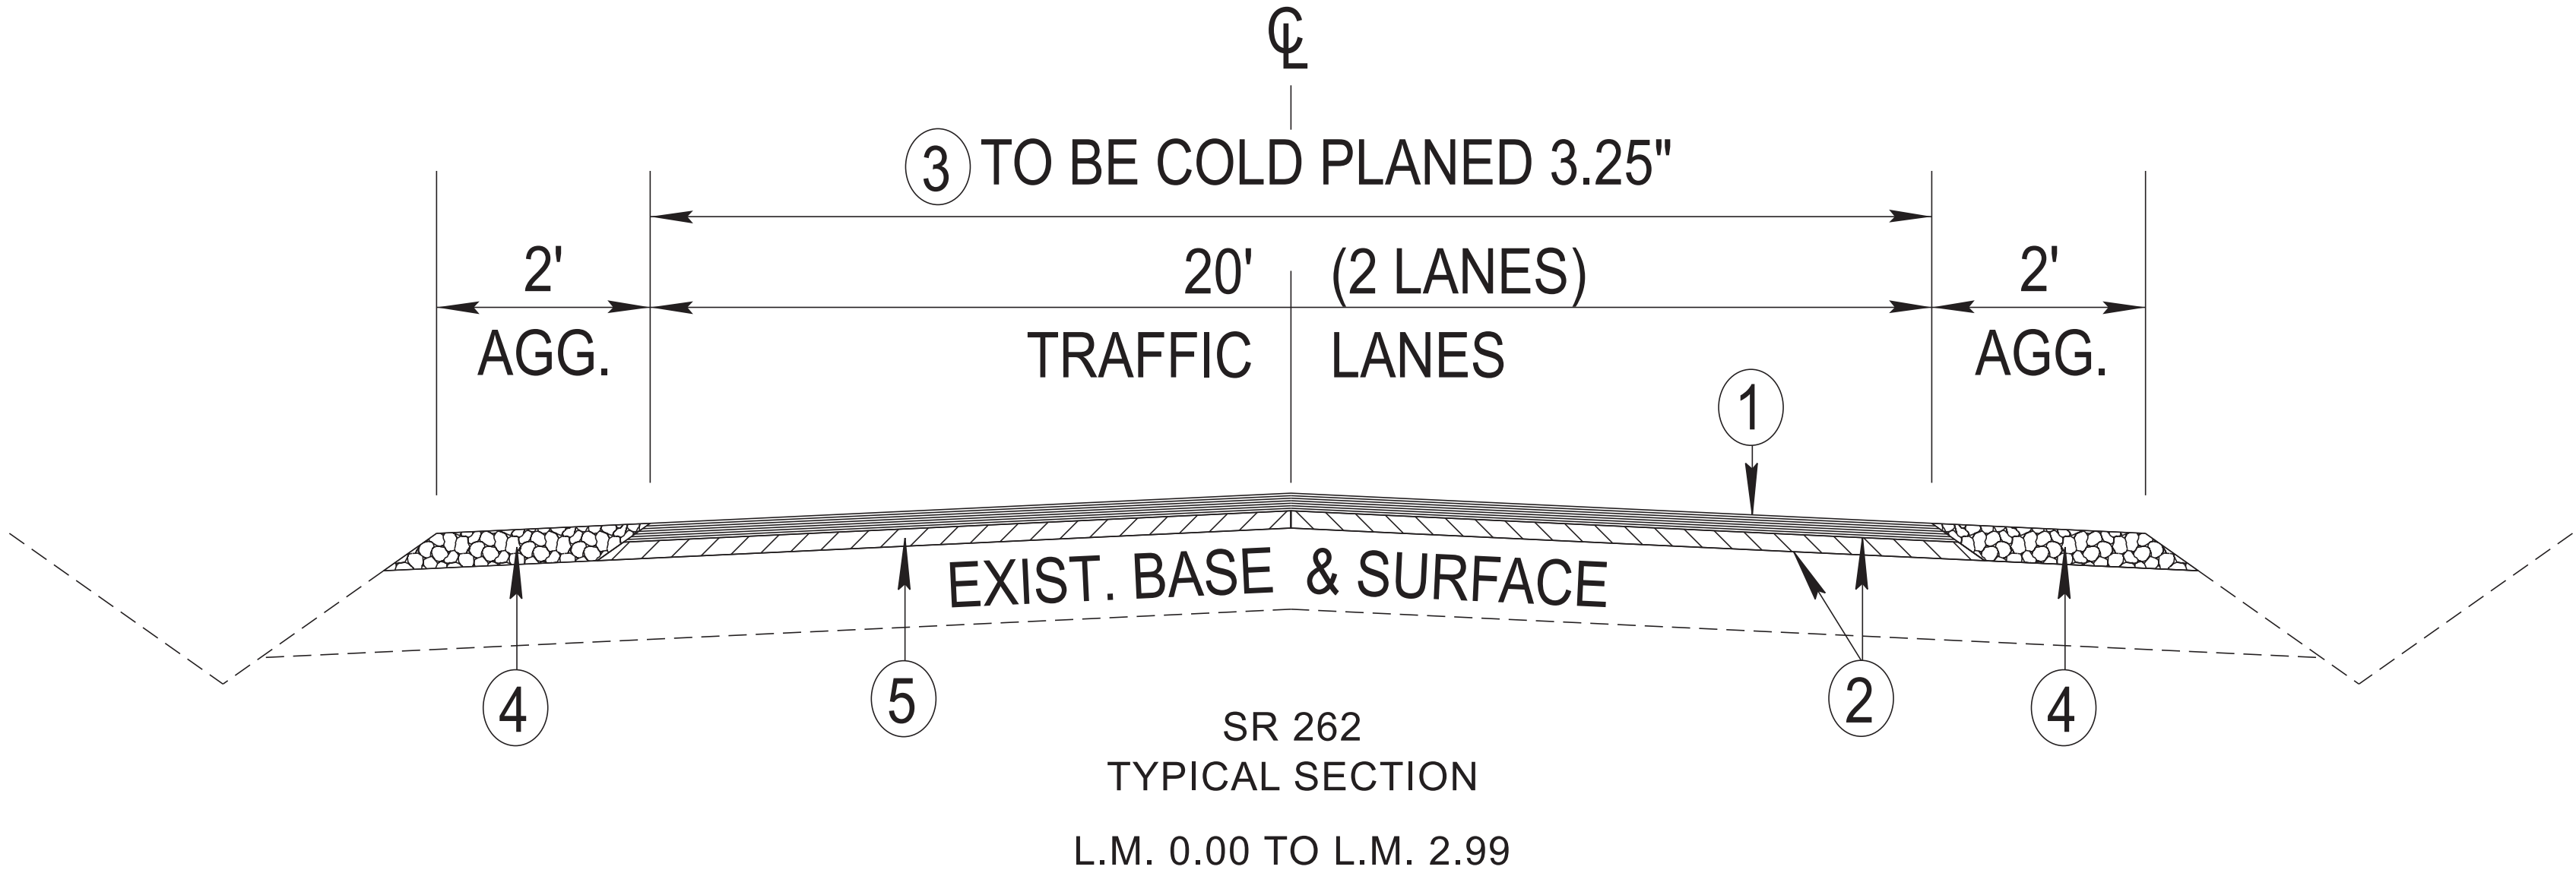 ℄
3 TO BE COLD PLANED 3.25"
2' 20' (2 LANES) 2'
AGG. TRAFFIC LANES AGG.
1
EXIST. BASE & SURFACE
4 5 2 4
SR 262
TYPICAL SECTION
L.M. 0.00 TO L.M. 2.99